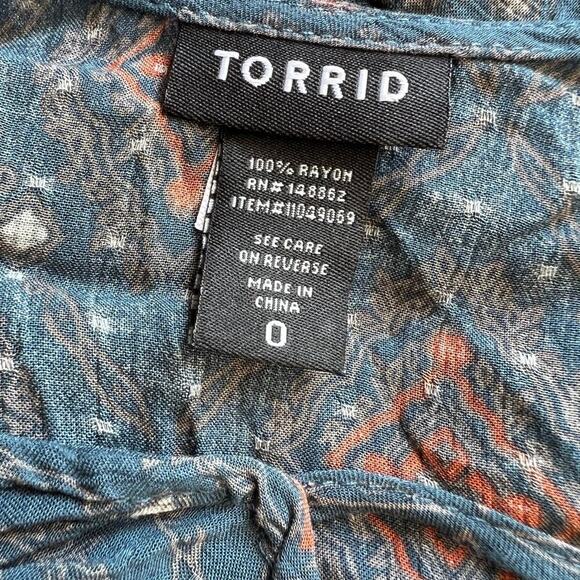 TORRID
100% RAYON
RN#148862
ITEM#11049069
SEE CARE
ON REVERSE
MADE IN
CHINA
0